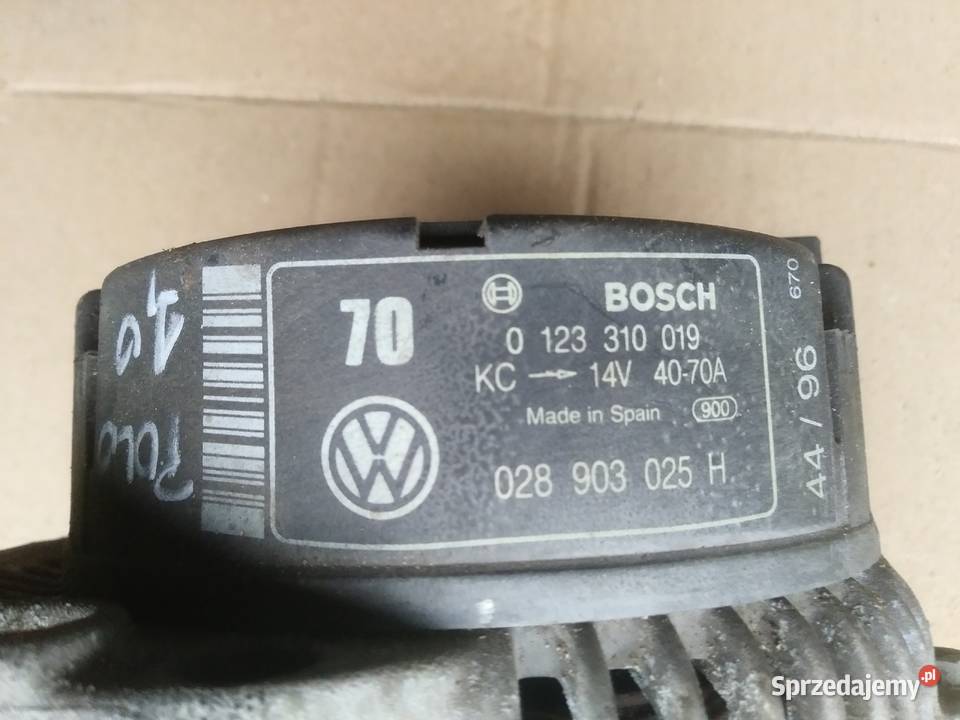 70
BOSCH
0 123 310 019
KC → 14V 40-70A
Made in Spain 900
028 903 025 H
44 / 96
670
POLO
1,0
Sprzedajemy.pl